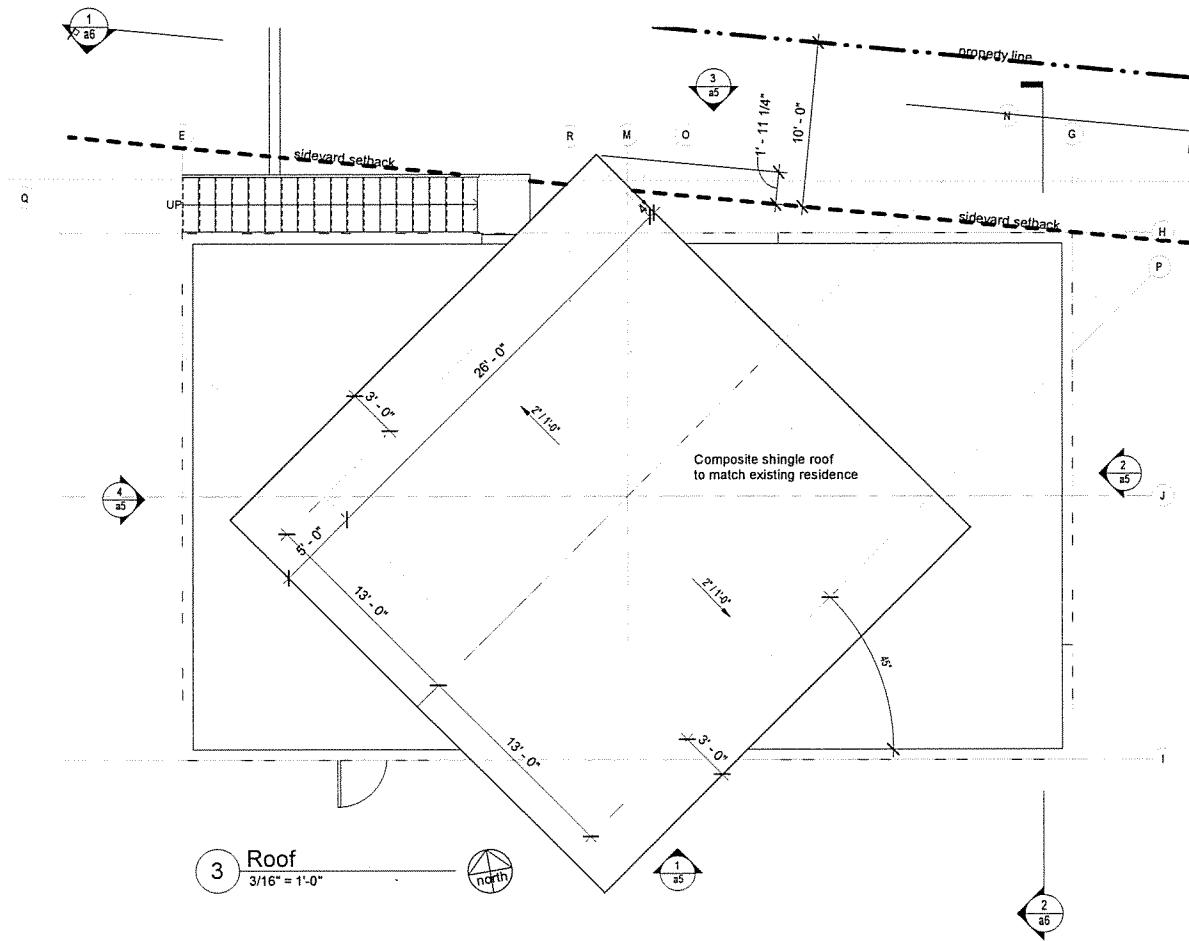 1
a6
property line
3
a5
1' - 11 1/4"
10' - 0"
N
G
E
R
M
O
sideyard setback
Q
UP
sideyard setback
H
P
26' - 0"
3' - 0"
2" / 1'-0"
Composite shingle roof
to match existing residence
2
a5
4
a5
J
5' - 0"
13' - 0"
2" / 1'-0"
45°
13' - 0"
3' - 0"
I
3
Roof
3/16" = 1'-0"
north
1
a5
2
a6